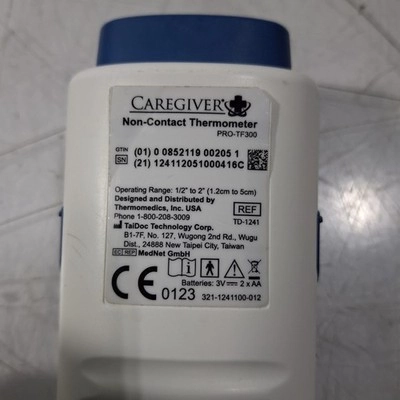 CAREGIVER
Non-Contact Thermometer
PRO-TF300
GTIN (01) 0 0852119 00205 1
SN (21) 124112051000416C
Operating Range: 1/2" to 2" (1.2cm to 5cm)
Designed and Distributed by
Thermomedics, Inc. USA
Phone 1-800-208-3009
REF
TD-1241
TaiDoc Technology Corp.
B1-7F, No. 127, Wugong 2nd Rd., Wugu
Dist., 24888 New Taipei City, Taiwan
EC REP MedNet GmbH
CE 0123
Batteries: 3V 2 x AA
321-1241100-012